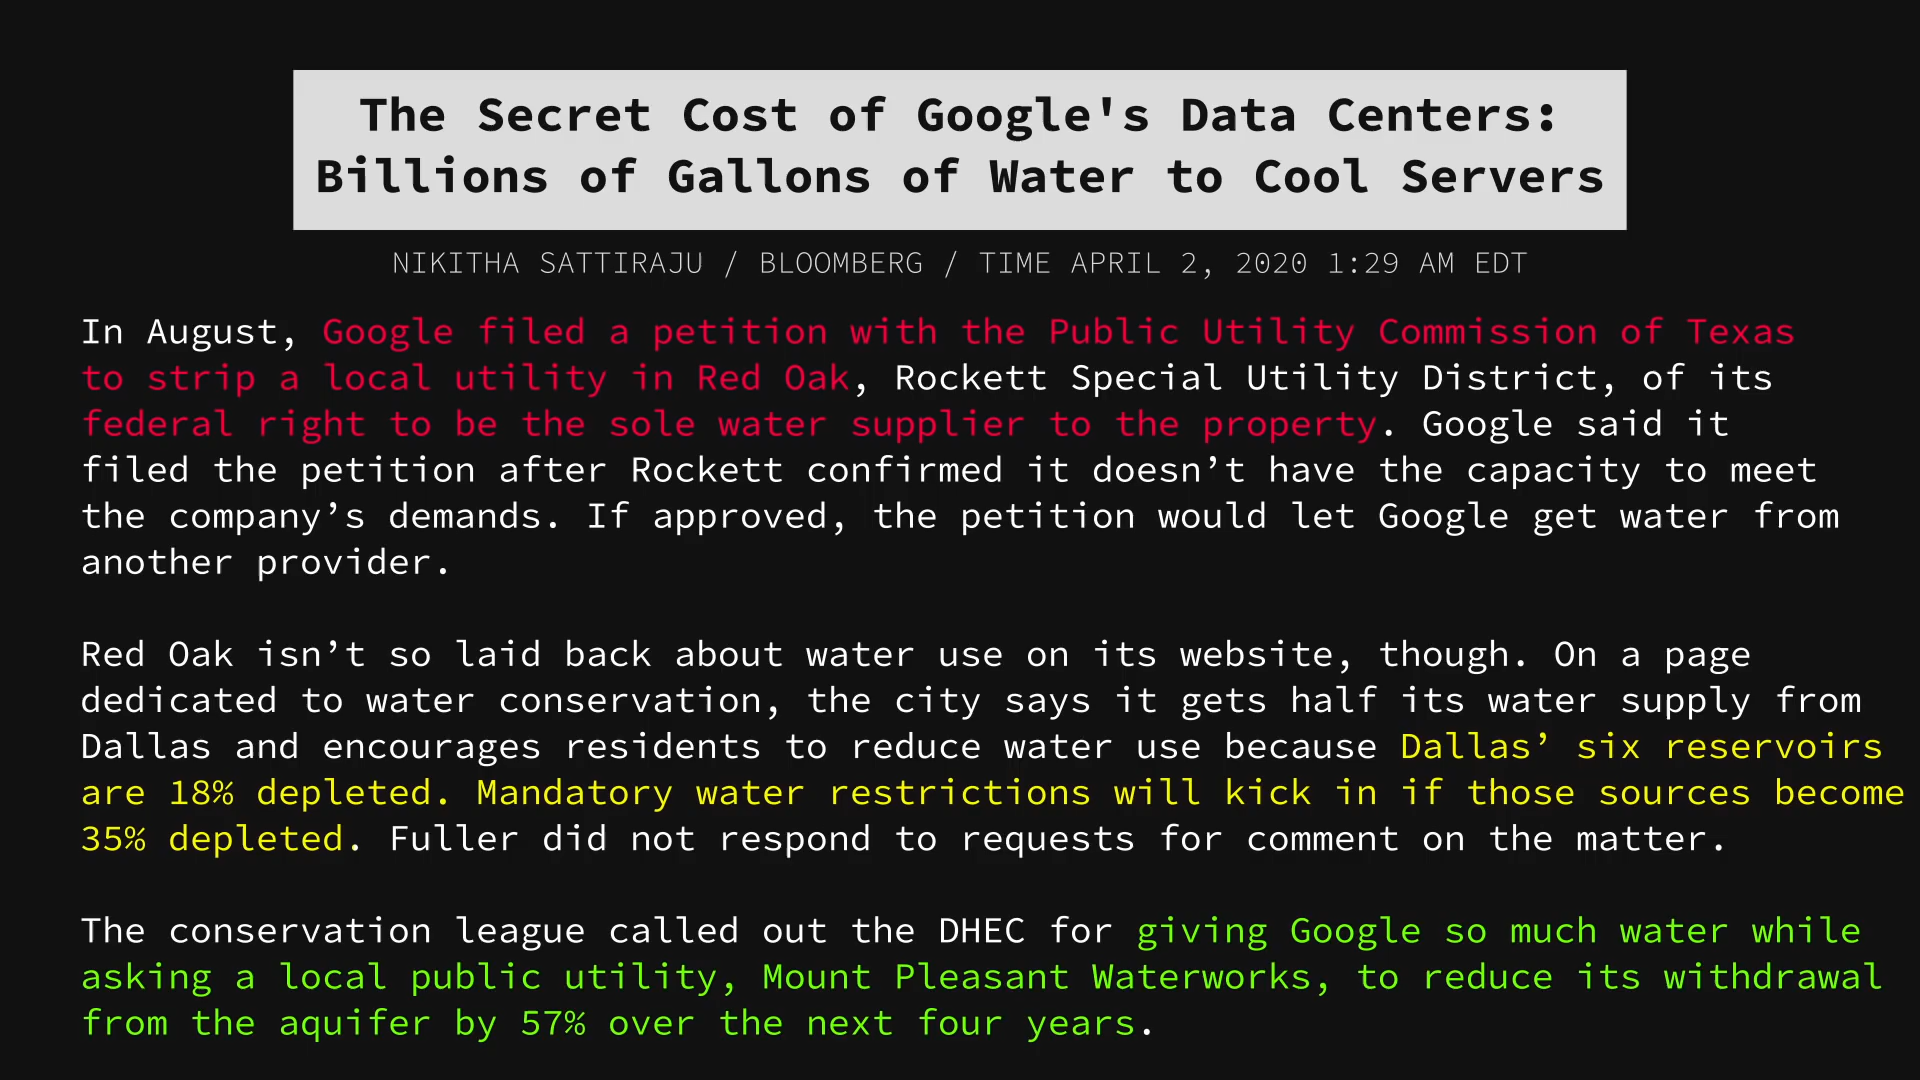 The Secret Cost of Google's Data Centers:
Billions of Gallons of Water to Cool Servers
NIKITHA SATTIRAJU / BLOOMBERG / TIME APRIL 2, 2020 1:29 AM EDT
In August, Google filed a petition with the Public Utility Commission of Texas
to strip a local utility in Red Oak, Rockett Special Utility District, of its
federal right to be the sole water supplier to the property. Google said it
filed the petition after Rockett confirmed it doesn’t have the capacity to meet
the company’s demands. If approved, the petition would let Google get water from
another provider.
Red Oak isn’t so laid back about water use on its website, though. On a page
dedicated to water conservation, the city says it gets half its water supply from
Dallas and encourages residents to reduce water use because Dallas’ six reservoirs
are 18% depleted. Mandatory water restrictions will kick in if those sources become
35% depleted. Fuller did not respond to requests for comment on the matter.
The conservation league called out the DHEC for giving Google so much water while
asking a local public utility, Mount Pleasant Waterworks, to reduce its withdrawal
from the aquifer by 57% over the next four years.